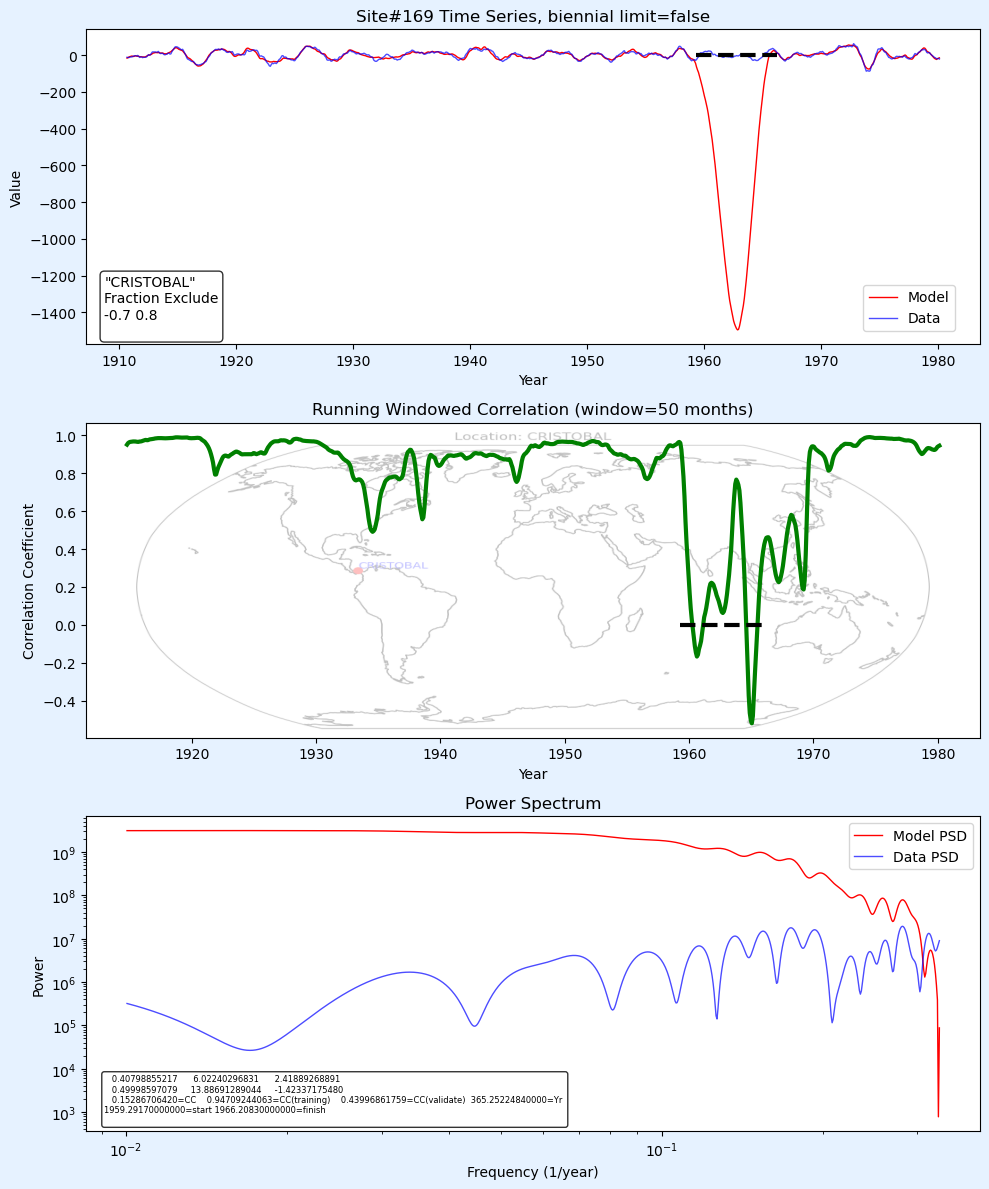 Site#169 Time Series, biennial limit=false
0
−200
−400
−600
−800
−1000
−1200
−1400
Value
"CRISTOBAL"
Fraction Exclude
-0.7 0.8
Model
Data
1910 1920 1930 1940 1950 1960 1970 1980
Year
Running Windowed Correlation (window=50 months)
Location: CRISTOBAL
1.0
0.8
0.6
0.4
0.2
0.0
−0.2
−0.4
Correlation Coefficient
CRISTOBAL
1920 1930 1940 1950 1960 1970 1980
Year
Power Spectrum
10^9
10^8
10^7
10^6
10^5
10^4
10^3
Power
Model PSD
Data PSD
0.40798855217 6.02240296831 2.41889268891
0.49998597079 13.88691289044 -1.42337175480
0.15286706420=CC 0.94709244063=CC(training) 0.43996861759=CC(validate) 365.25224840000=Yr
1959.29170000000=start 1966.20830000000=finish
10^−2 10^−1
Frequency (1/year)